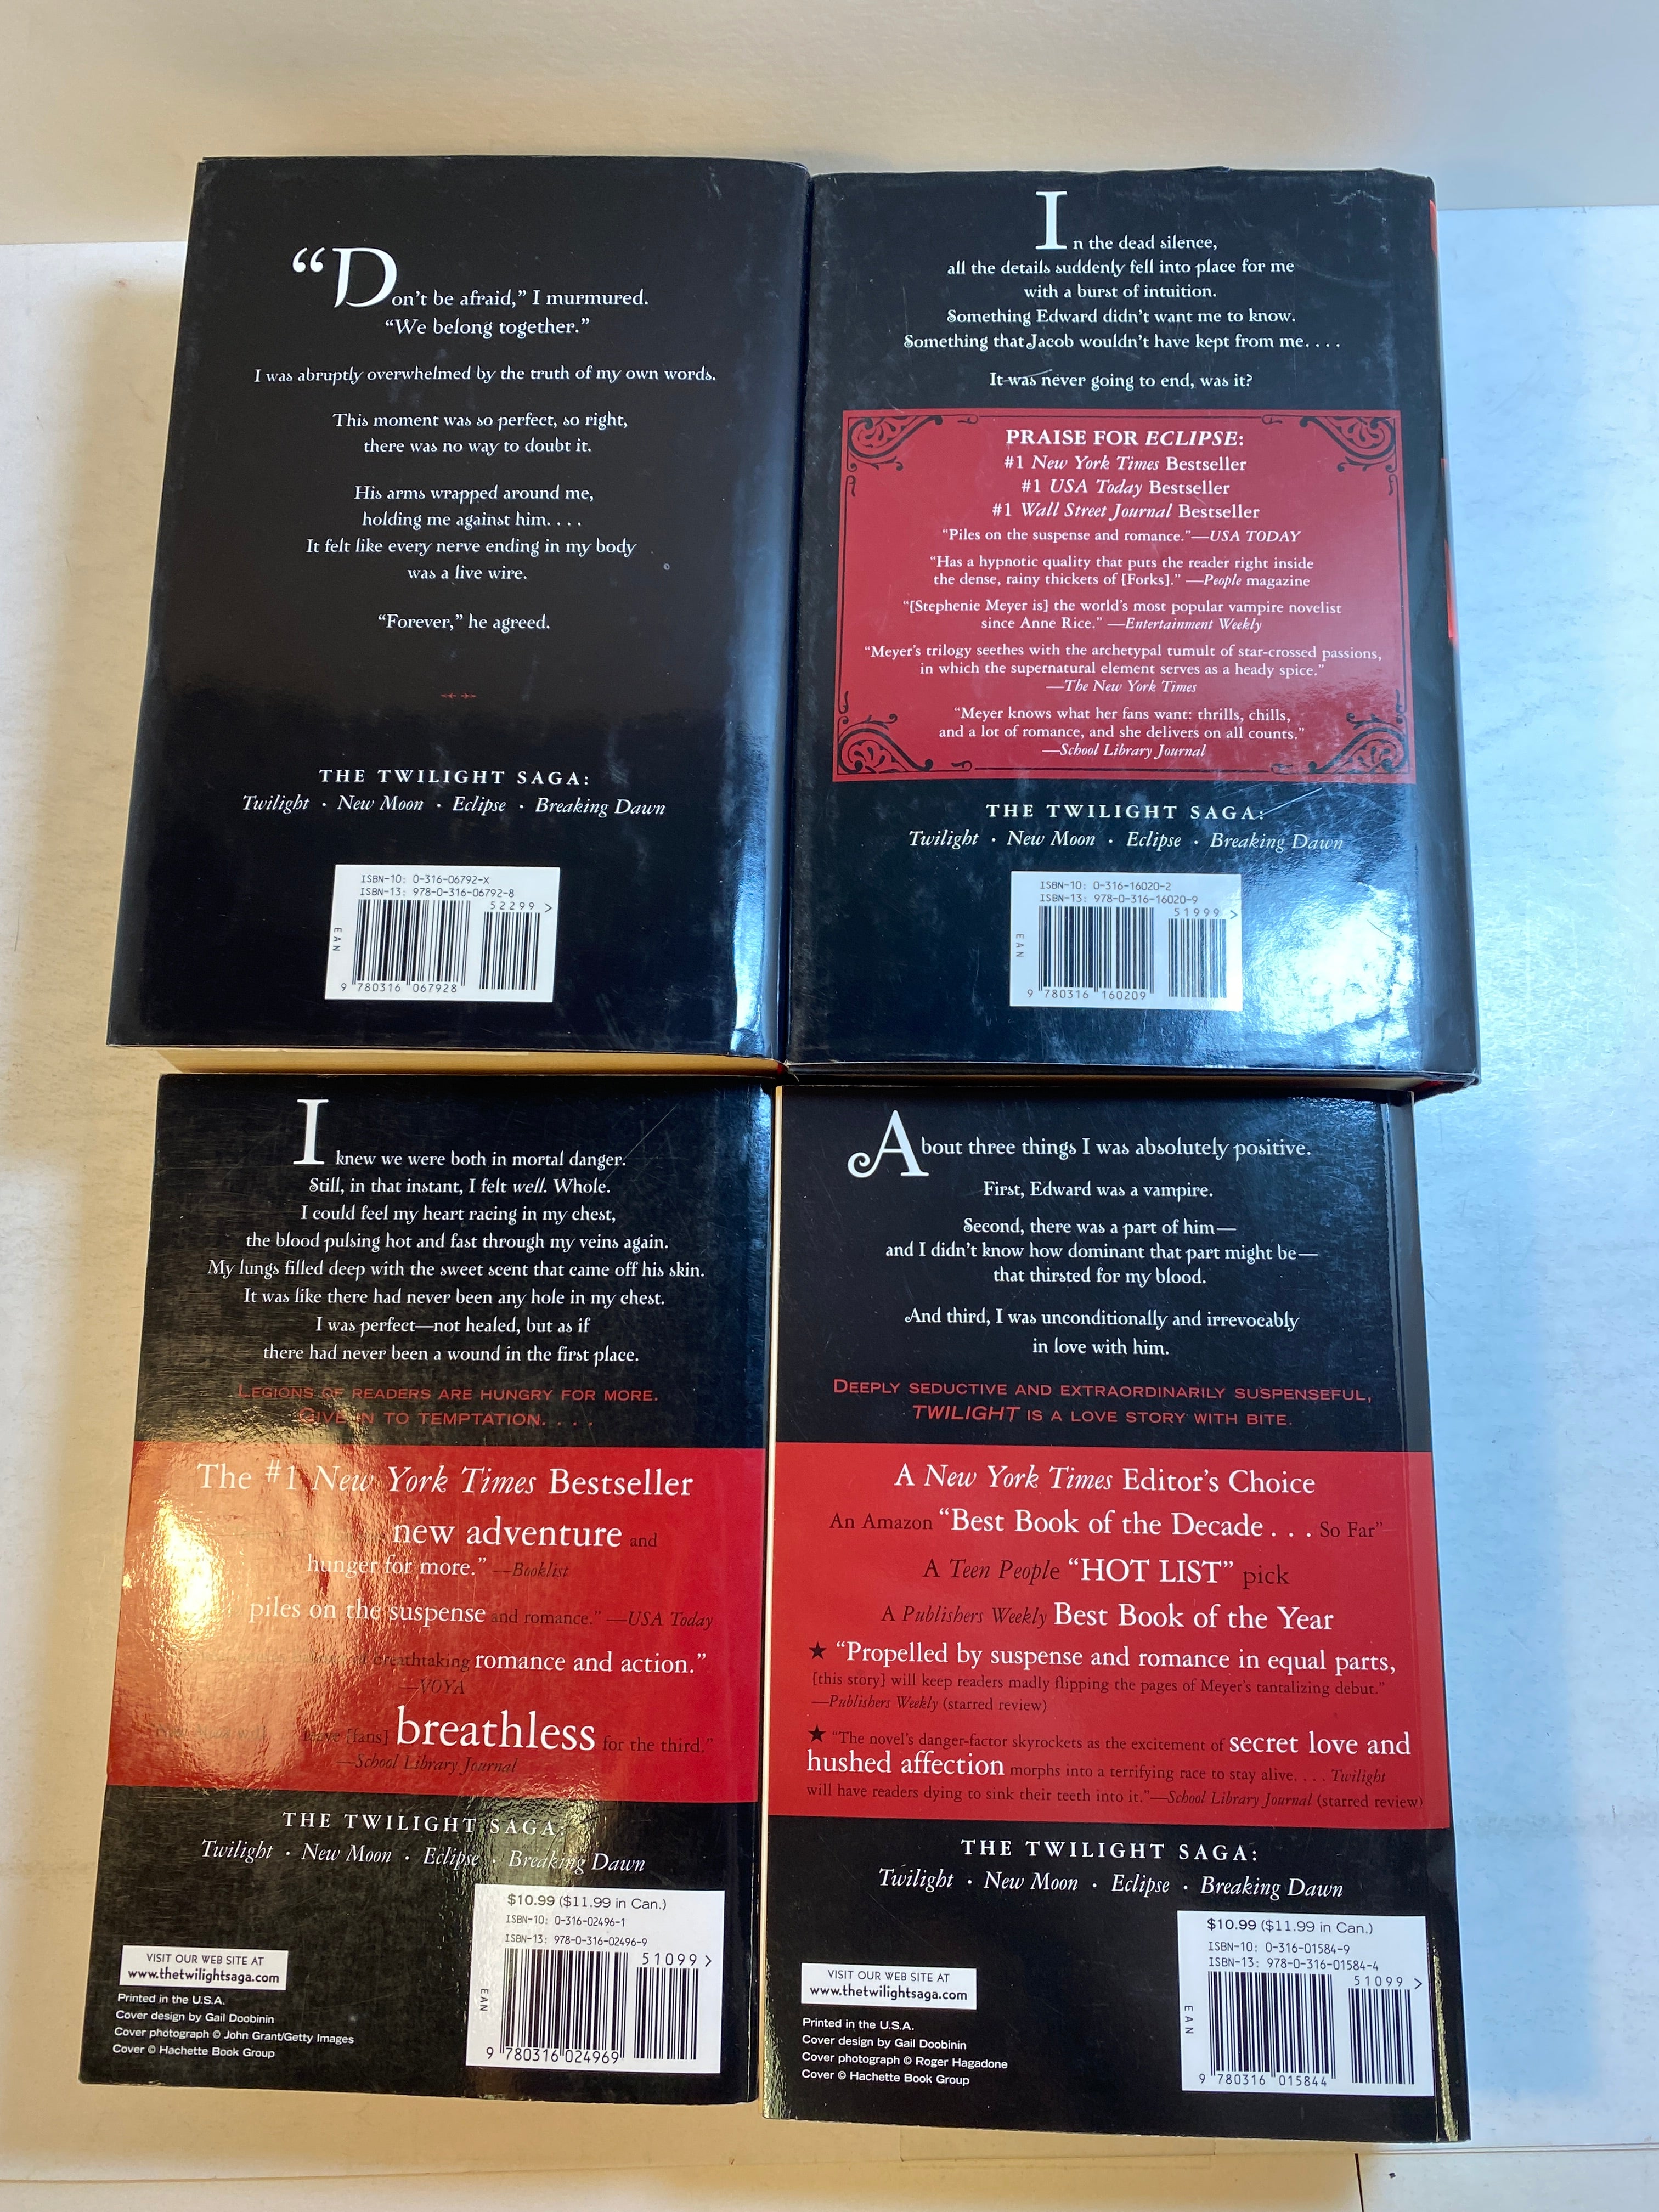 “Don’t be afraid,” I murmured.
“We belong together.”
I was abruptly overwhelmed by the truth of my own words.
This moment was so perfect, so right,
there was no way to doubt it.
His arms wrapped around me,
holding me against him. . . .
It felt like every nerve ending in my body
was a live wire.
“Forever,” he agreed.
THE TWILIGHT SAGA:
Twilight · New Moon · Eclipse · Breaking Dawn
ISBN-10: 0-316-06792-X
ISBN-13: 978-0-316-06792-8
52299 >
EAN
9 780316 067928
In the dead silence,
all the details suddenly fell into place for me
with a burst of intuition.
Something Edward didn’t want me to know.
Something that Jacob wouldn’t have kept from me. . . .
It was never going to end, was it?
PRAISE FOR ECLIPSE:
#1 New York Times Bestseller
#1 USA Today Bestseller
#1 Wall Street Journal Bestseller
“Piles on the suspense and romance.”—USA TODAY
“Has a hypnotic quality that puts the reader right inside
the dense, rainy thickets of [Forks].” —People magazine
“[Stephenie Meyer is] the world’s most popular vampire novelist
since Anne Rice.” —Entertainment Weekly
“Meyer’s trilogy seethes with the archetypal tumult of star-crossed passions,
in which the supernatural element serves as a heady spice.”
—The New York Times
“Meyer knows what her fans want: thrills, chills,
and a lot of romance, and she delivers on all counts.”
—School Library Journal
THE TWILIGHT SAGA:
Twilight · New Moon · Eclipse · Breaking Dawn
ISBN-10: 0-316-16020-2
ISBN-13: 978-0-316-16020-9
51999 >
EAN
9 780316 160209
I knew we were both in mortal danger.
Still, in that instant, I felt well. Whole.
I could feel my heart racing in my chest,
the blood pulsing hot and fast through my veins again.
My lungs filled deep with the sweet scent that came off his skin.
It was like there had never been any hole in my chest.
I was perfect—not healed, but as if
there had never been a wound in the first place.
LEGIONS OF READERS ARE HUNGRY FOR MORE.
GIVE IN TO TEMPTATION. . . .
The #1 New York Times Bestseller
new adventure and
hunger for more.” —Booklist
piles on the suspense and romance.” —USA Today
of breathtaking romance and action.”
—VOYA
leave [fans] breathless for the third.”
—School Library Journal
THE TWILIGHT SAGA:
Twilight · New Moon · Eclipse · Breaking Dawn
$10.99 ($11.99 in Can.)
ISBN-10: 0-316-02496-1
ISBN-13: 978-0-316-02496-9
51099 >
EAN
9 780316 024969
VISIT OUR WEB SITE AT
www.thetwilightsaga.com
Printed in the U.S.A.
Cover design by Gail Doobinin
Cover photograph © John Grant/Getty Images
Cover © Hachette Book Group
About three things I was absolutely positive.
First, Edward was a vampire.
Second, there was a part of him—
and I didn’t know how dominant that part might be—
that thirsted for my blood.
And third, I was unconditionally and irrevocably
in love with him.
DEEPLY SEDUCTIVE AND EXTRAORDINARILY SUSPENSEFUL,
TWILIGHT IS A LOVE STORY WITH BITE.
A New York Times Editor’s Choice
An Amazon “Best Book of the Decade . . . So Far”
A Teen People “HOT LIST” pick
A Publishers Weekly Best Book of the Year
★ “Propelled by suspense and romance in equal parts,
[this story] will keep readers madly flipping the pages of Meyer’s tantalizing debut.”
—Publishers Weekly (starred review)
★ “The novel’s danger-factor skyrockets as the excitement of secret love and
hushed affection morphs into a terrifying race to stay alive. . . . Twilight
will have readers dying to sink their teeth into it.”—School Library Journal (starred review)
THE TWILIGHT SAGA:
Twilight · New Moon · Eclipse · Breaking Dawn
$10.99 ($11.99 in Can.)
ISBN-10: 0-316-01584-9
ISBN-13: 978-0-316-01584-4
51099 >
EAN
9 780316 015844
VISIT OUR WEB SITE AT
www.thetwilightsaga.com
Printed in the U.S.A.
Cover design by Gail Doobinin
Cover photograph © Roger Hagadone
Cover © Hachette Book Group